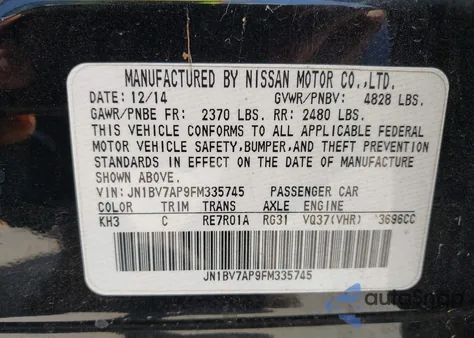 MANUFACTURED BY NISSAN MOTOR CO.,LTD.
DATE: 12/14 GVWR/PNBV: 4828 LBS.
GAWR/PNBE FR: 2370 LBS. RR: 2480 LBS.
THIS VEHICLE CONFORMS TO ALL APPLICABLE FEDERAL
MOTOR VEHICLE SAFETY, BUMPER, AND THEFT PREVENTION
STANDARDS IN EFFECT ON THE DATE OF MANUFACTURE
SHOWN ABOVE.
VIN: JN1BV7AP9FM335745 PASSENGER CAR
COLOR TRIM TRANS AXLE ENGINE
KH3 C RE7R01A RG31 VQ37(VHR) 3696CC
JN1BV7AP9FM335745